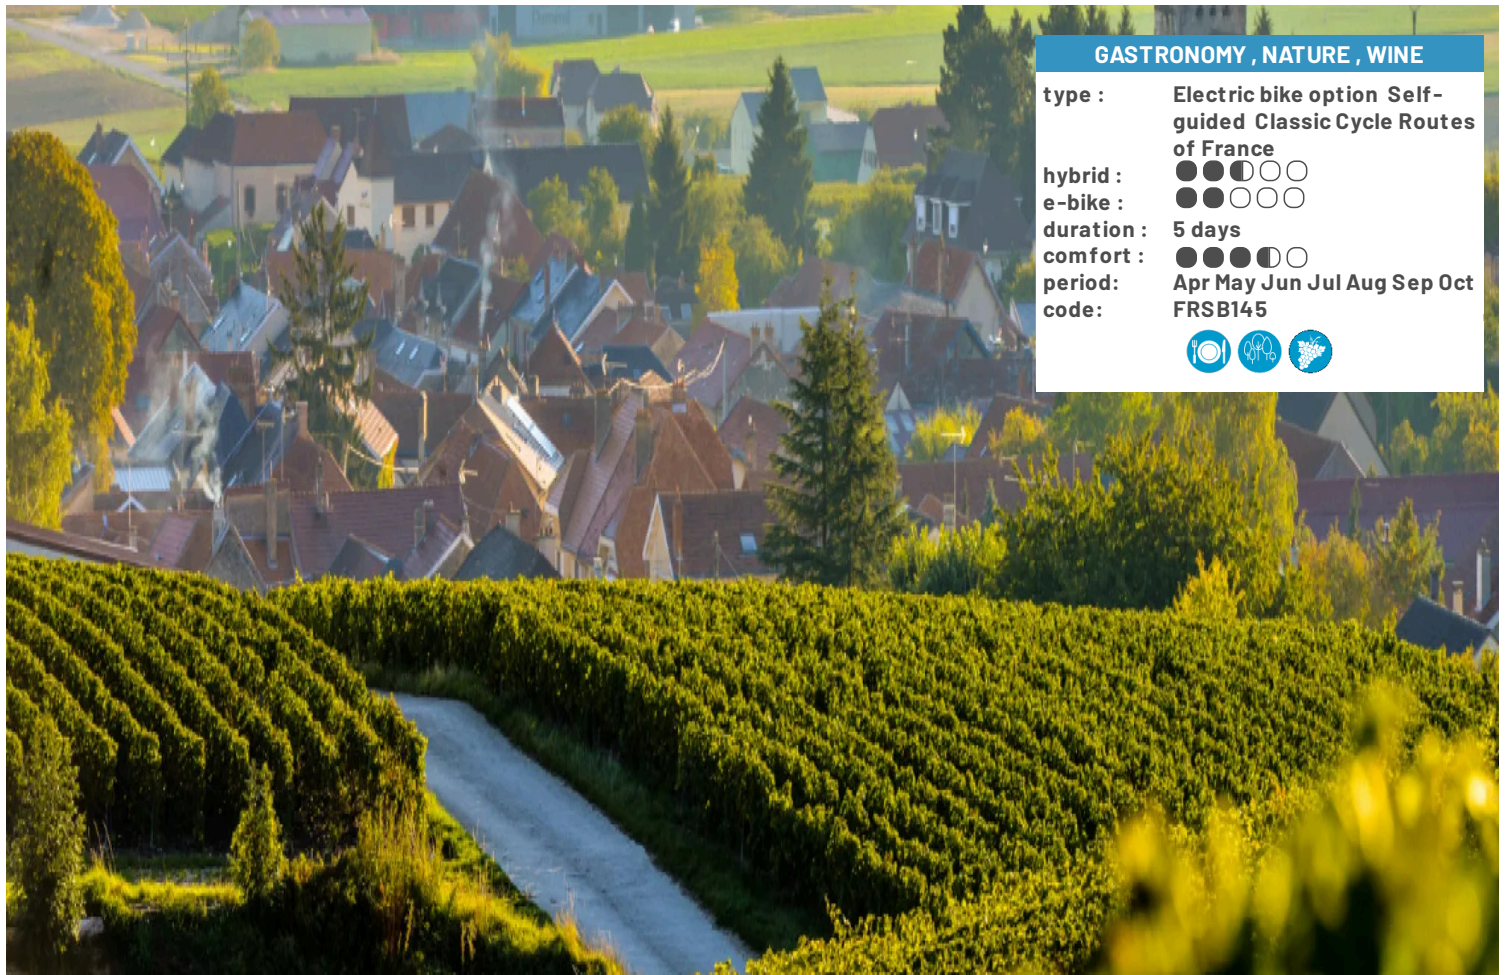 GASTRONOMY , NATURE , WINE
type : Electric bike option Self-
guided Classic Cycle Routes
of France
hybrid :
e-bike :
duration : 5 days
comfort :
period: Apr May Jun Jul Aug Sep Oct
code: FRSB145